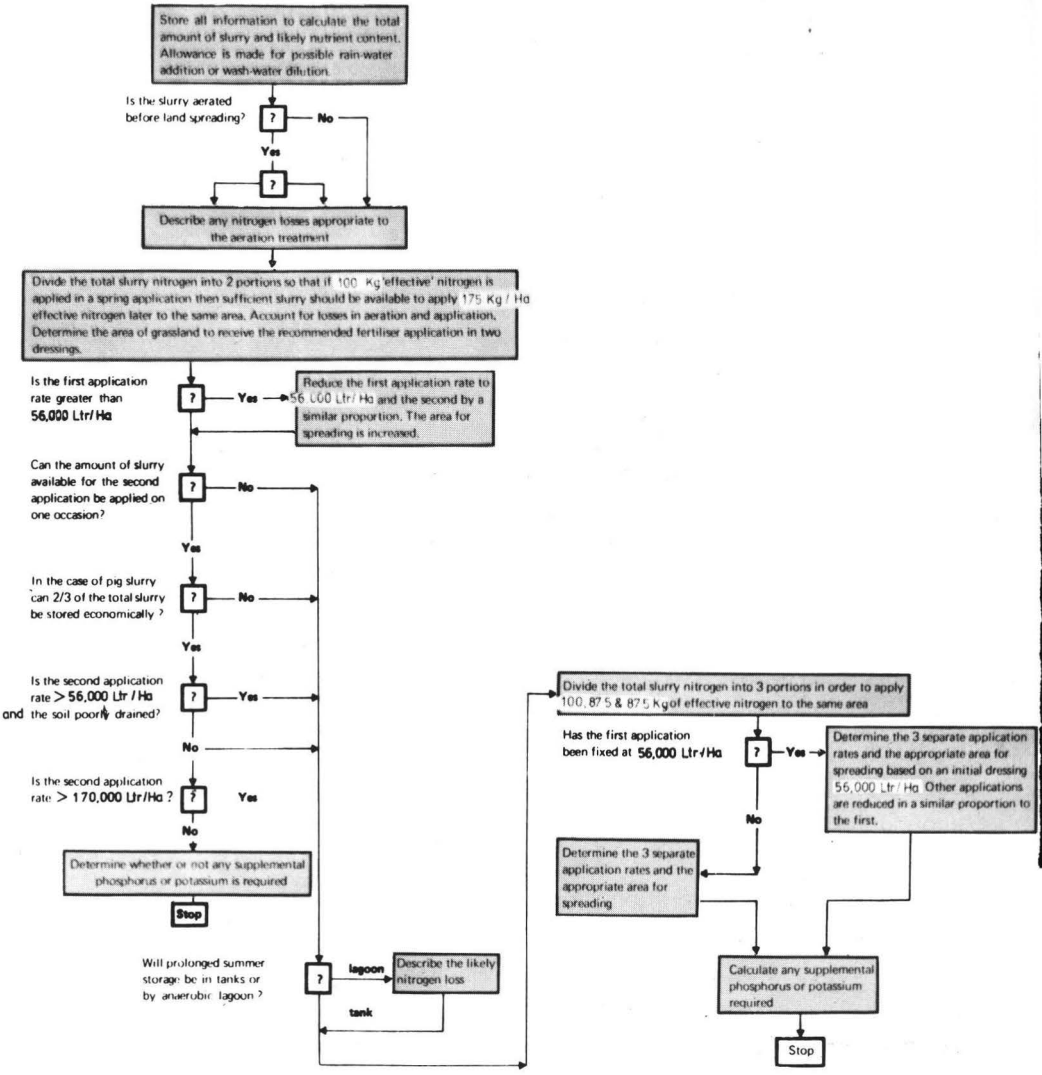 Store all information to calculate the total
amount of slurry and likely nutrient content.
Allowance is made for possible rain-water
addition or wash-water dilution.
Is the slurry aerated
before land spreading?
?
No
Yes
?
Describe any nitrogen losses appropriate to
the aeration treatment
Divide the total slurry nitrogen into 2 portions so that if 100 Kg 'effective' nitrogen is
applied in a spring application then sufficient slurry should be available to apply 175 Kg / Ha
effective nitrogen later to the same area. Account for losses in aeration and application.
Determine the area of grassland to receive the recommended fertiliser application in two
dressings.
Is the first application
rate greater than
56,000 Ltr/ Ha
?
Yes
Reduce the first application rate to
56 000 Ltr/ Ha and the second by a
similar proportion. The area for
spreading is increased.
Can the amount of slurry
available for the second
application be applied on
one occasion?
?
No
Yes
In the case of pig slurry
can 2/3 of the total slurry
be stored economically ?
?
No
Yes
Is the second application
rate > 56,000 Ltr / Ha
and the soil poorly drained?
?
Yes
No
Is the second application
rate > 170,000 Ltr/Ha ?
?
Yes
No
Determine whether or not any supplemental
phosphorus or potassium is required
Stop
Will prolonged summer
storage be in tanks or
by anaerobic lagoon ?
?
lagoon
Describe the likely
nitrogen loss
tank
Divide the total slurry nitrogen into 3 portions in order to apply
100, 87 5 & 87 5 Kg of effective nitrogen to the same area
Has the first application
been fixed at 56,000 Ltr/Ha
?
Yes
Determine the 3 separate application
rates and the appropriate area for
spreading based on an initial dressing
56,000 Ltr/ Ha Other applications
are reduced in a similar proportion to
the first.
No
Determine the 3 separate
application rates and the
appropriate area for
spreading
Calculate any supplemental
phosphorus or potassium
required
Stop